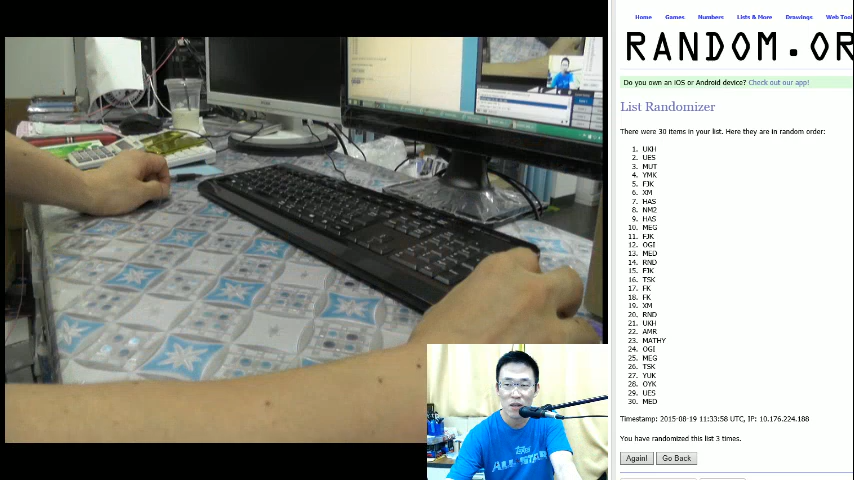 Home Games Numbers Lists & More Drawings Web Tool
RANDOM.OR
Do you own an iOS or Android device? Check out our app!
List Randomizer
There were 30 items in your list. Here they are in random order:
1. UKH
2. UES
3. MUT
4. YMK
5. FJK
6. XM
7. HAS
8. NM2
9. HAS
10. MEG
11. FJK
12. OGI
13. MED
14. RND
15. FJK
16. TSK
17. FK
18. FK
19. XM
20. RND
21. UKH
22. AMR
23. MATHY
24. OGI
25. MEG
26. TSK
27. YUK
28. OYK
29. UES
30. MED
Timestamp: 2015-08-19 11:33:58 UTC, IP: 10.176.224.188
You have randomized this list 3 times.
Again! Go Back
Topps
ALL STAR